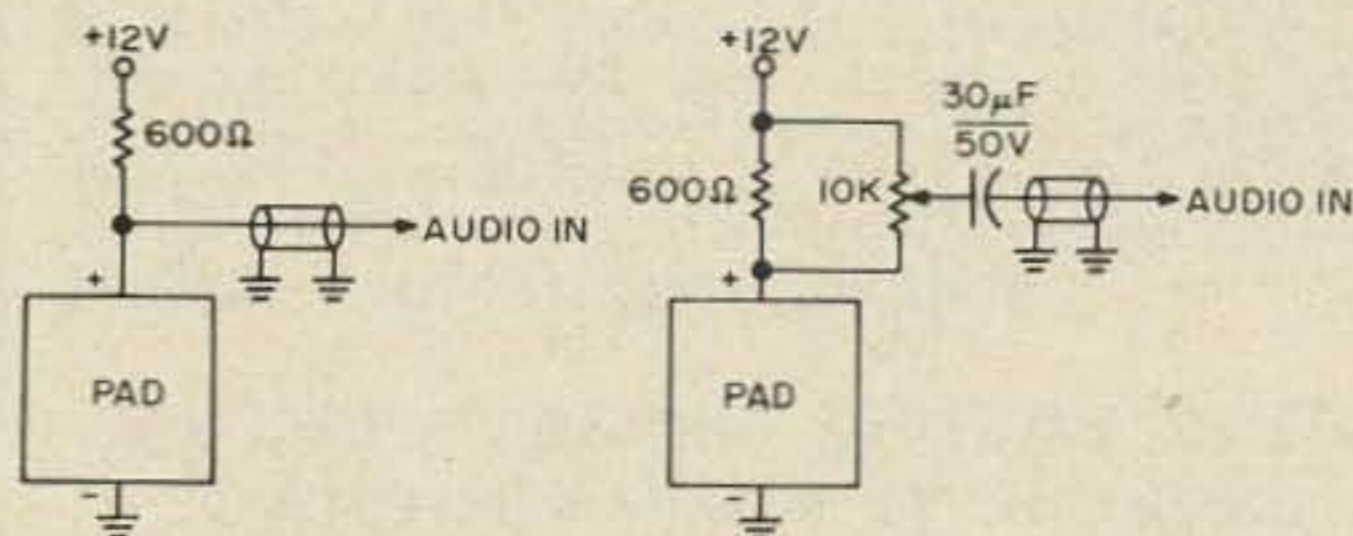 +12V
600Ω
AUDIO IN
+
PAD
-
+12V
30μF
50V
600Ω
10K
AUDIO IN
+
PAD
-